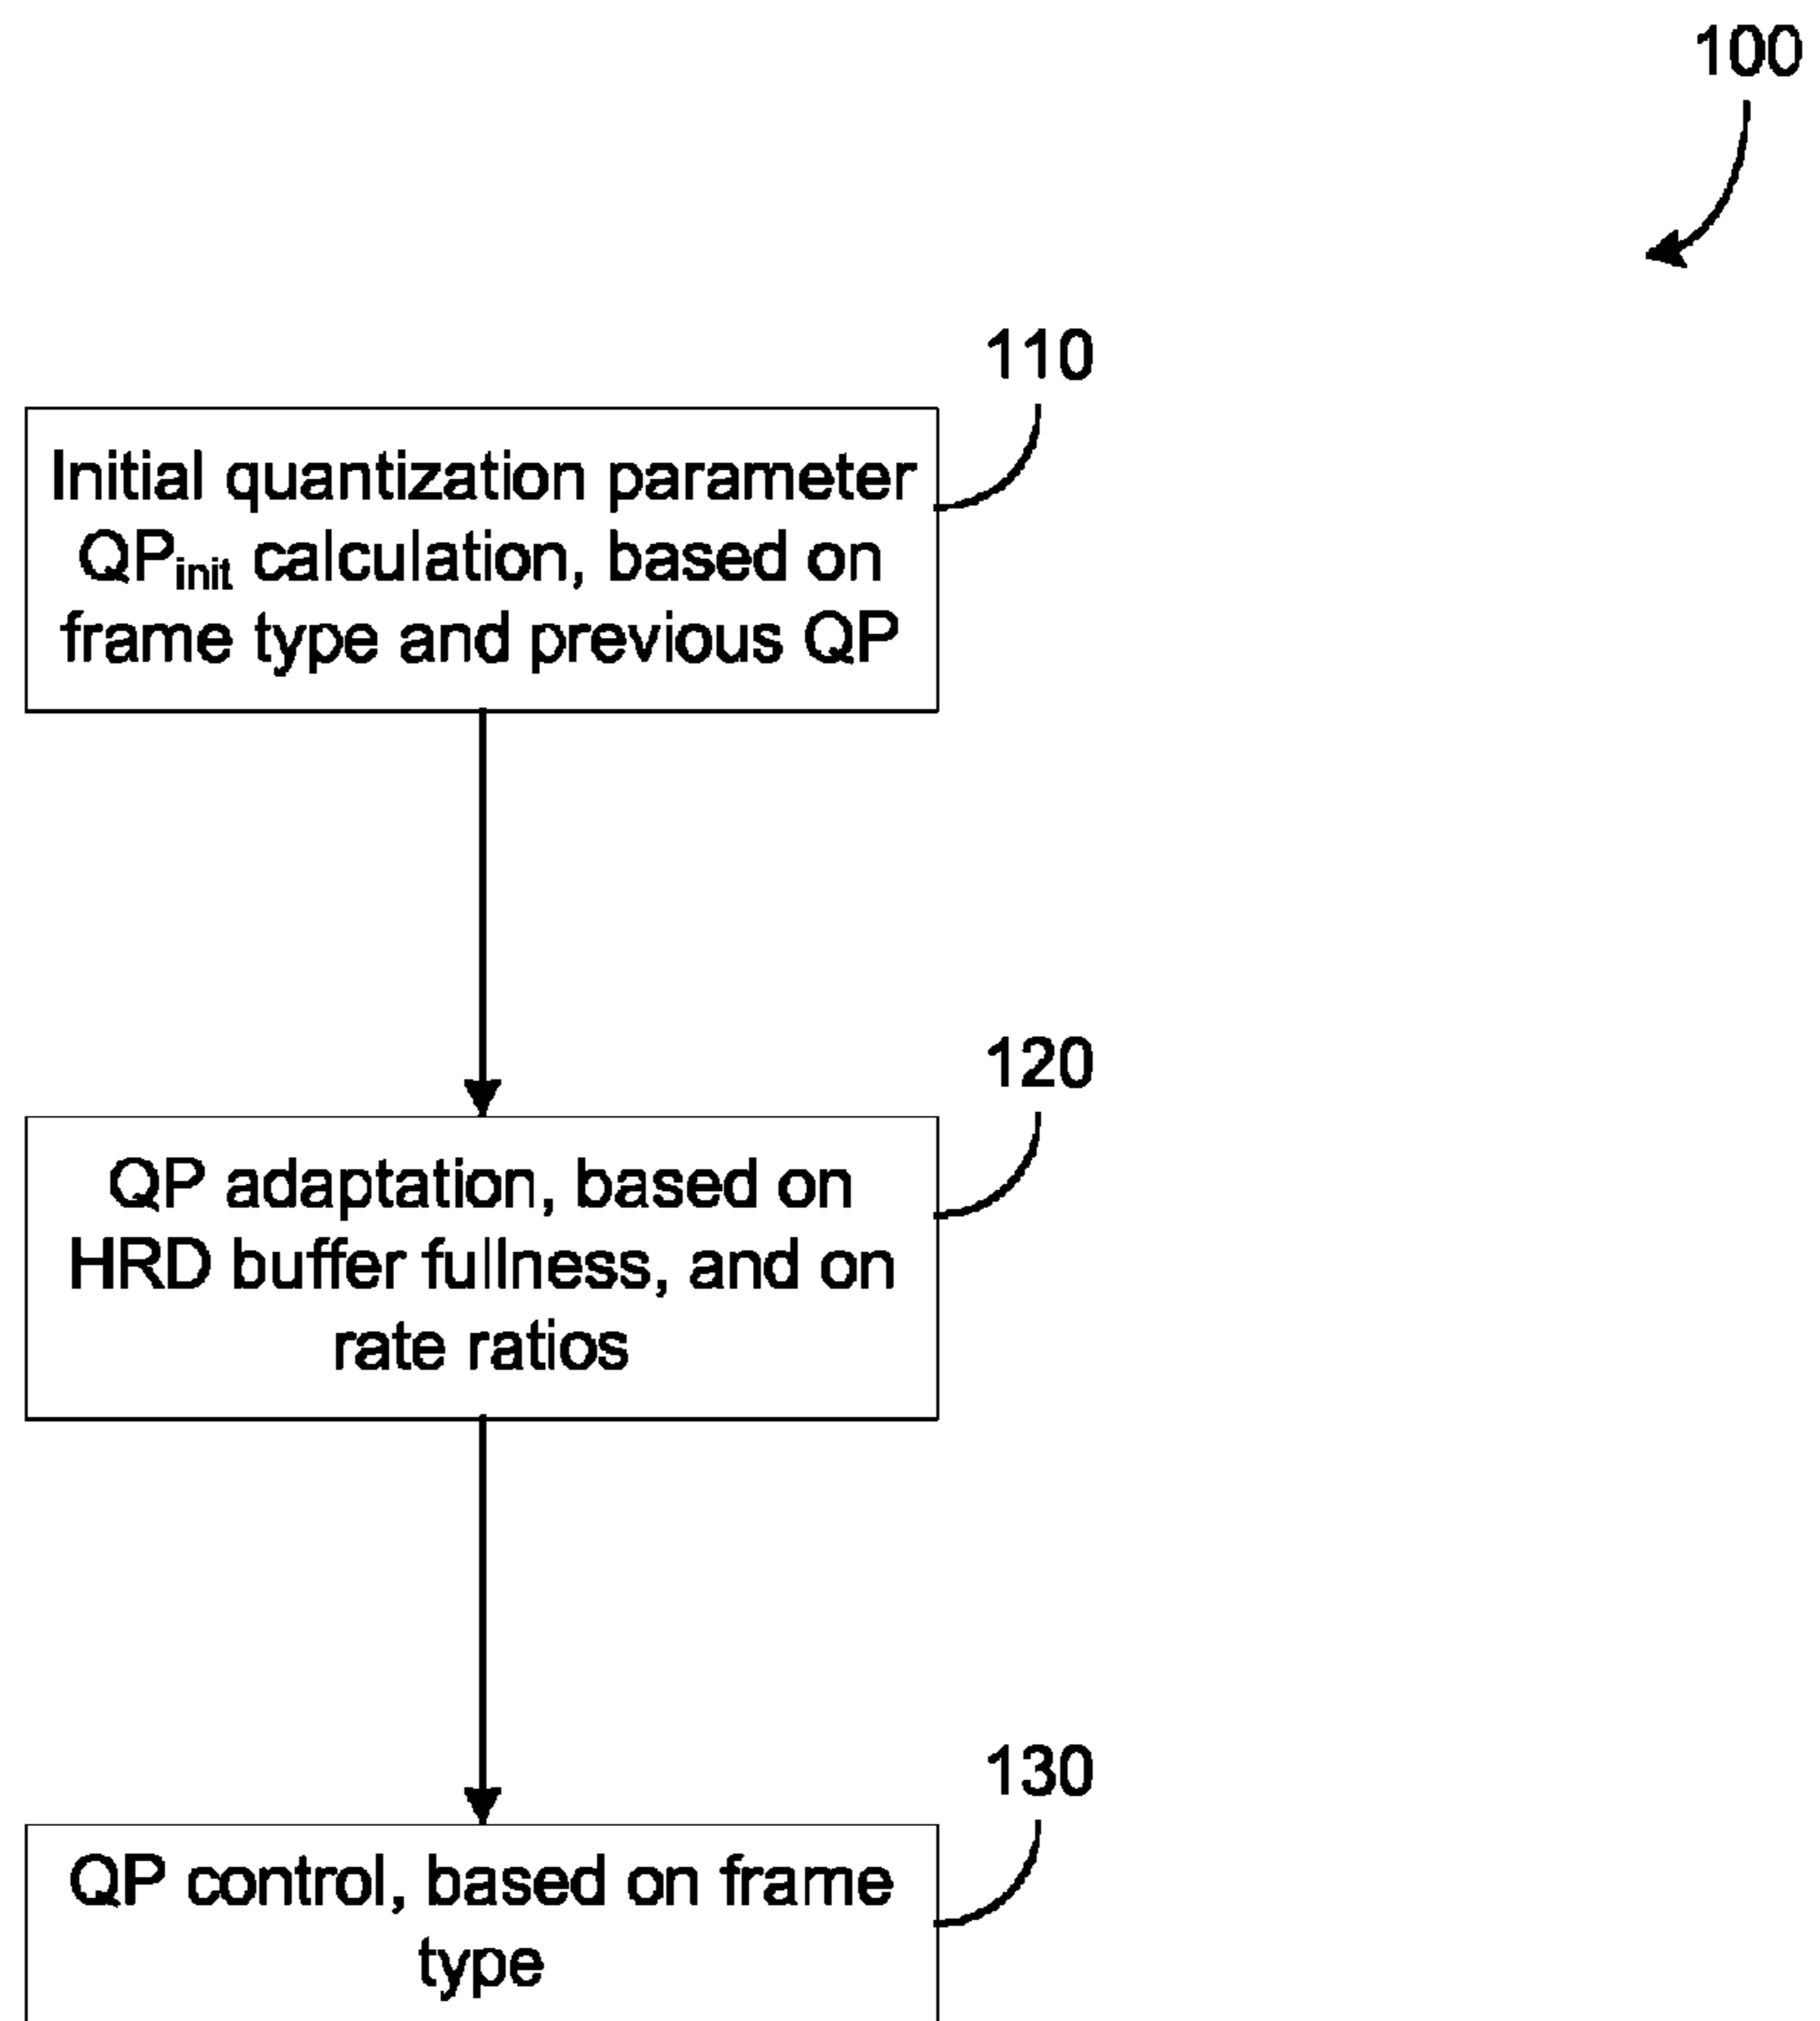 100
110
Initial quantization parameter
QPinit calculation, based on
frame type and previous QP
120
QP adaptation, based on
HRD buffer fullness, and on
rate ratios
130
QP control, based on frame
type